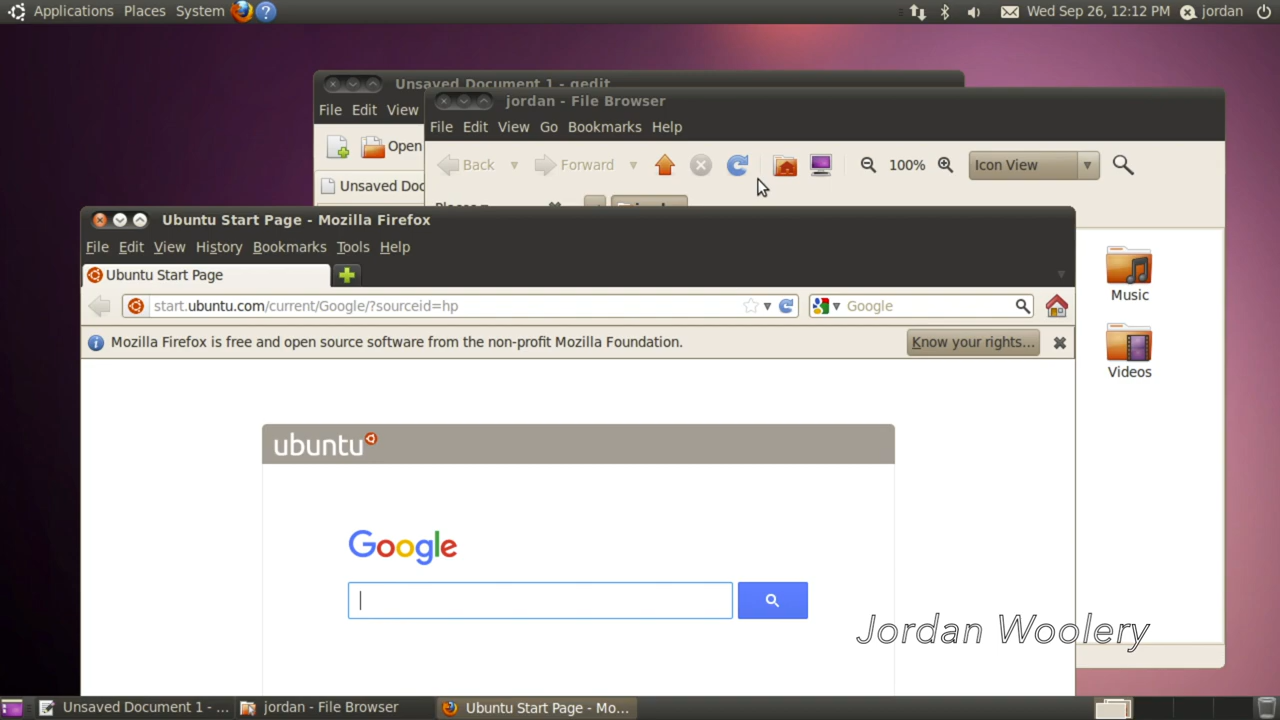 Applications Places System
Wed Sep 26, 12:12 PM jordan
Unsaved Document 1 - gedit
File Edit View
Open
Unsaved Doc
jordan - File Browser
File Edit View Go Bookmarks Help
Back Forward 100% Icon View
Ubuntu Start Page - Mozilla Firefox
File Edit View History Bookmarks Tools Help
Ubuntu Start Page
start.ubuntu.com/current/Google/?sourceid=hp
Google
Mozilla Firefox is free and open source software from the non-profit Mozilla Foundation.
Know your rights...
Music
Videos
ubuntu
Google
Jordan Woolery
Unsaved Document 1 - ...
jordan - File Browser
Ubuntu Start Page - Mo...